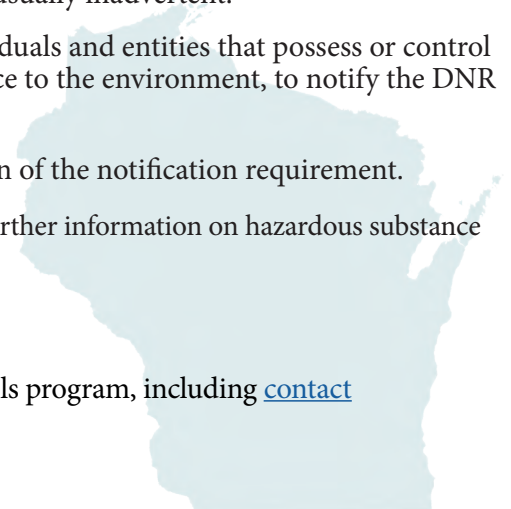 usually inadvertent.
duals and entities that possess or control
ce to the environment, to notify the DNR
n of the notification requirement.
rther information on hazardous substance
ls program, including contact